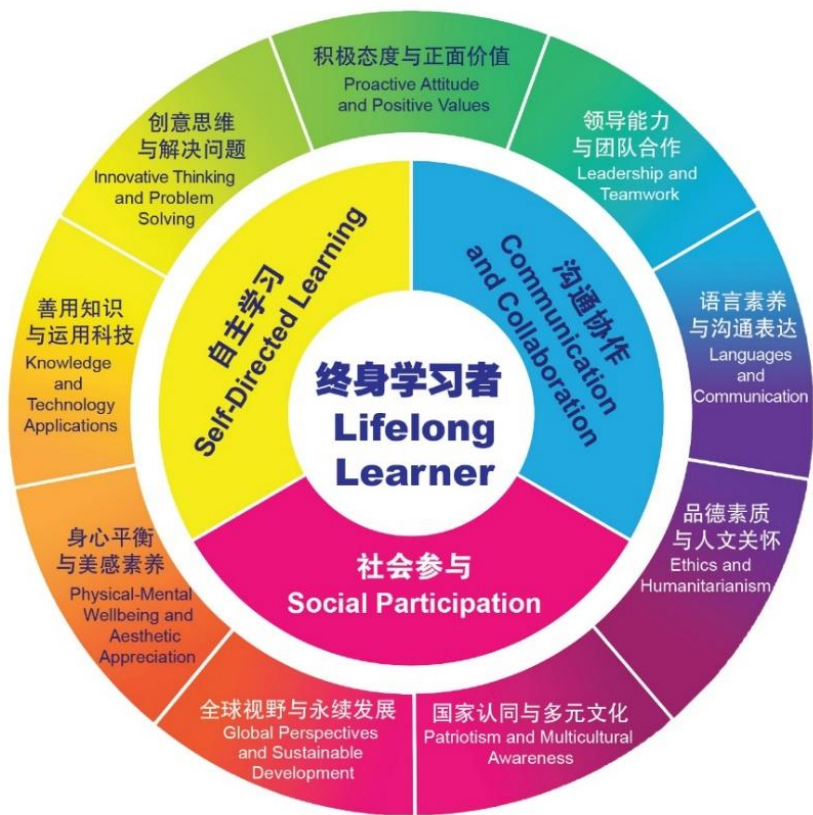 积极态度与正面价值
Proactive Attitude
and Positive Values
领导能力
与团队合作
Leadership and
Teamwork
语言素养
与沟通表达
Languages
and
Communication
品德素质
与人文关怀
Ethics and
Humanitarianism
国家认同与多元文化
Patriotism and Multicultural
Awareness
全球视野与永续发展
Global Perspectives
and Sustainable
Development
身心平衡
与美感素养
Physical-Mental
Wellbeing and
Aesthetic
Appreciation
善用知识
与运用科技
Knowledge
and
Technology
Applications
创意思维
与解决问题
Innovative Thinking
and Problem
Solving
自主学习
Self-Directed Learning
沟通协作
Communication
and Collaboration
社会参与
Social Participation
终身学习者
Lifelong
Learner